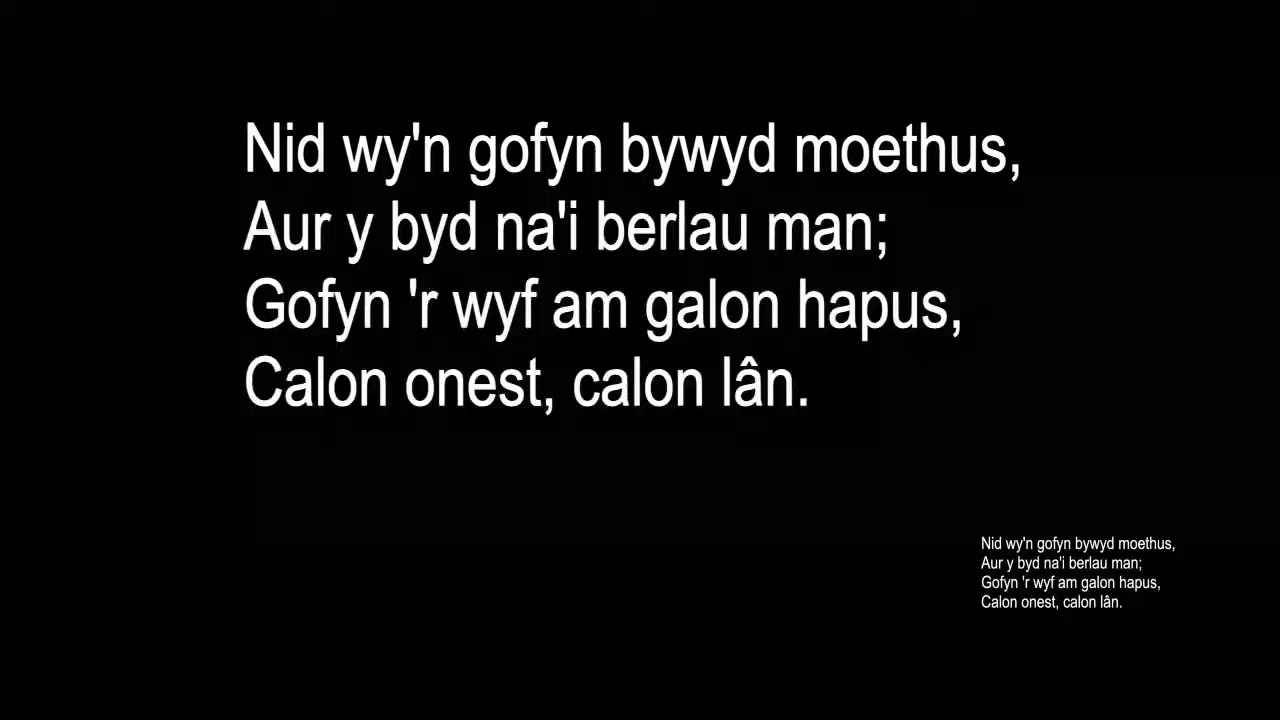 Nid wy'n gofyn bywyd moethus,
Aur y byd na'i berlau man;
Gofyn 'r wyf am galon hapus,
Calon onest, calon lân.
Nid wy'n gofyn bywyd moethus,
Aur y byd na'i berlau man;
Gofyn 'r wyf am galon hapus,
Calon onest, calon lân.